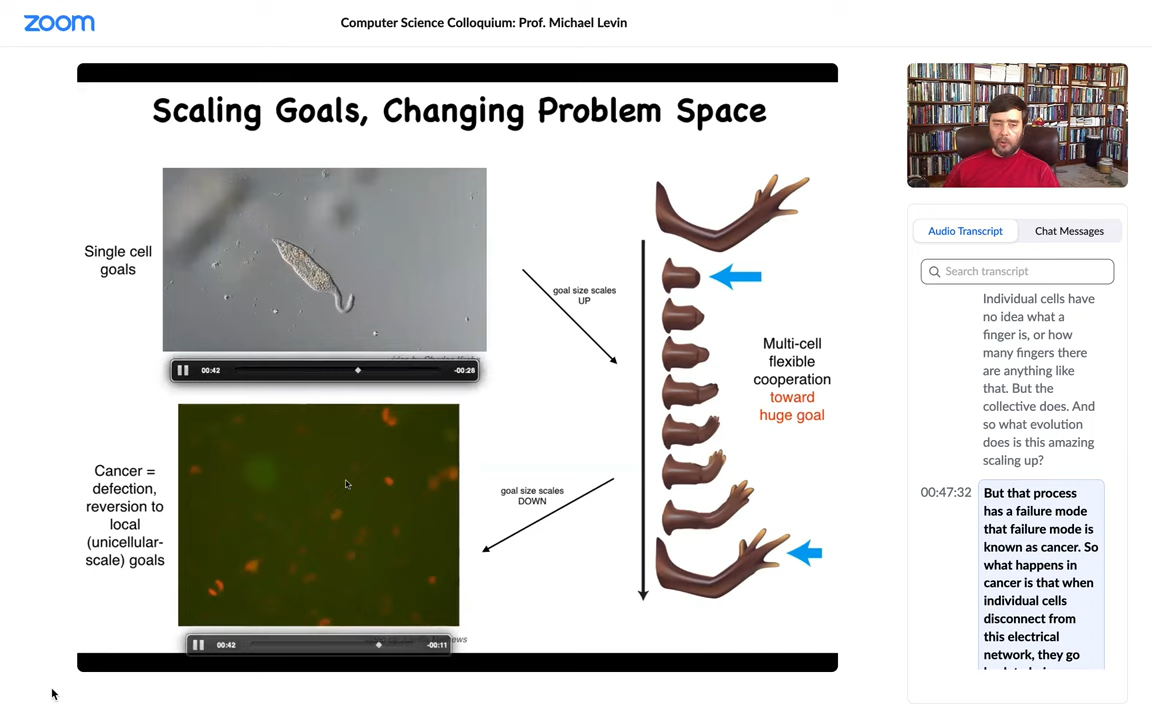 zoom
Computer Science Colloquium: Prof. Michael Levin
Scaling Goals, Changing Problem Space
Single cell
goals
00:42
-00:28
goal size scales
UP
Multi-cell
flexible
cooperation
toward
huge goal
Cancer =
defection,
reversion to
local
(unicellular-
scale) goals
goal size scales
DOWN
00:42
-00:11
Audio Transcript
Chat Messages
Search transcript
Individual cells have
no idea what a
finger is, or how
many fingers there
are anything like
that. But the
collective does. And
so what evolution
does is this amazing
scaling up?
00:47:32
But that process
has a failure mode
that failure mode is
known as cancer. So
what happens in
cancer is that when
individual cells
disconnect from
this electrical
network, they go